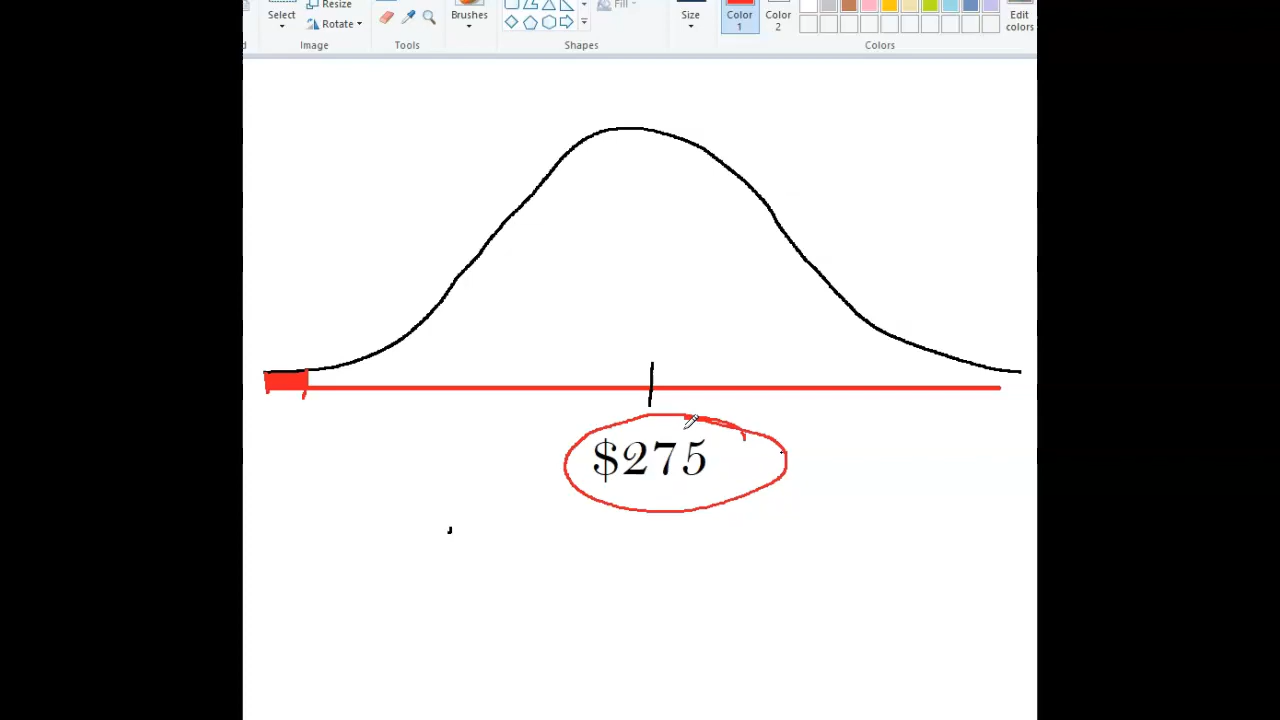 Resize
Select
Rotate
Brushes
Fill
Size
Color
1
Color
2
Edit
colors
Image
Tools
Shapes
Colors
$275